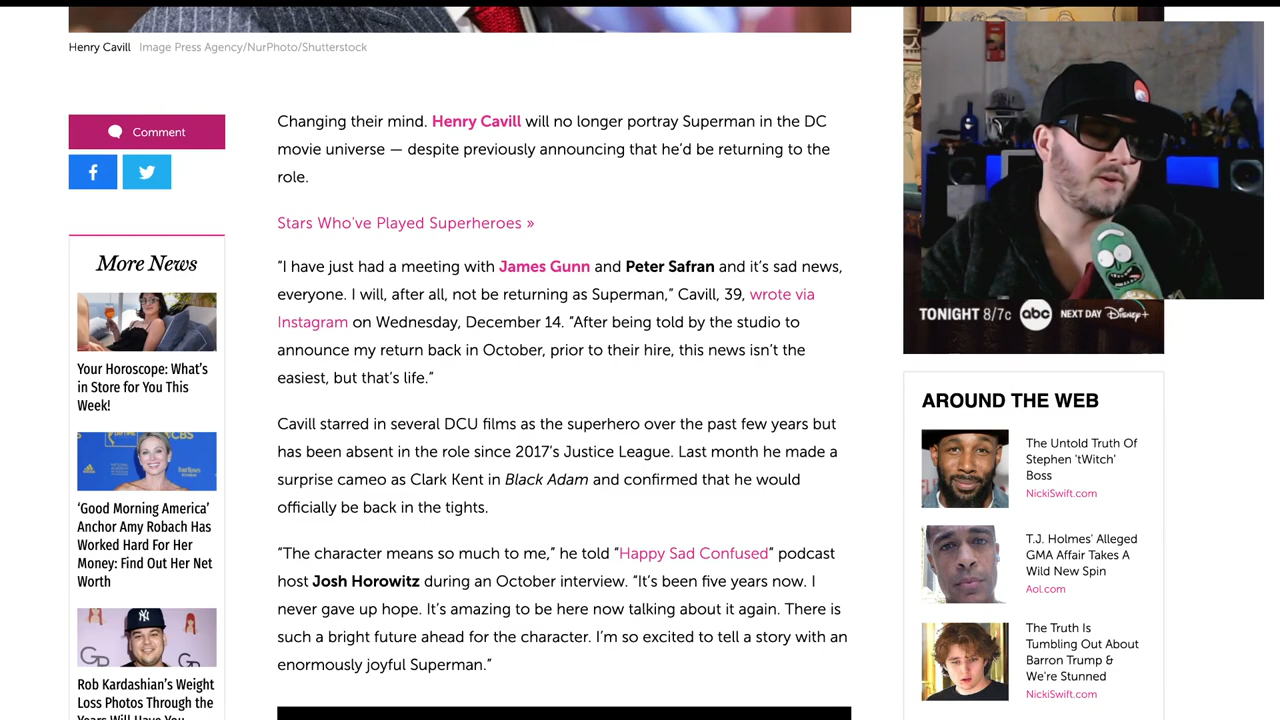 Henry Cavill Image Press Agency/NurPhoto/Shutterstock
Comment
More News
Your Horoscope: What's
in Store for You This
Week!
CBS
‘Good Morning America’
Anchor Amy Robach Has
Worked Hard For Her
Money: Find Out Her Net
Worth
Rob Kardashian’s Weight
Loss Photos Through the
Years Will Have You
Changing their mind. Henry Cavill will no longer portray Superman in the DC
movie universe — despite previously announcing that he’d be returning to the
role.
Stars Who've Played Superheroes »
“I have just had a meeting with James Gunn and Peter Safran and it’s sad news,
everyone. I will, after all, not be returning as Superman,” Cavill, 39, wrote via
Instagram on Wednesday, December 14. “After being told by the studio to
announce my return back in October, prior to their hire, this news isn’t the
easiest, but that’s life.”
Cavill starred in several DCU films as the superhero over the past few years but
has been absent in the role since 2017’s Justice League. Last month he made a
surprise cameo as Clark Kent in Black Adam and confirmed that he would
officially be back in the tights.
“The character means so much to me,” he told “Happy Sad Confused” podcast
host Josh Horowitz during an October interview. “It’s been five years now. I
never gave up hope. It’s amazing to be here now talking about it again. There is
such a bright future ahead for the character. I’m so excited to tell a story with an
enormously joyful Superman.”
TONIGHT 8/7c abc NEXT DAY Disney+
AROUND THE WEB
The Untold Truth Of
Stephen 'tWitch'
Boss
NickiSwift.com
T.J. Holmes' Alleged
GMA Affair Takes A
Wild New Spin
Aol.com
The Truth Is
Tumbling Out About
Barron Trump &
We're Stunned
NickiSwift.com